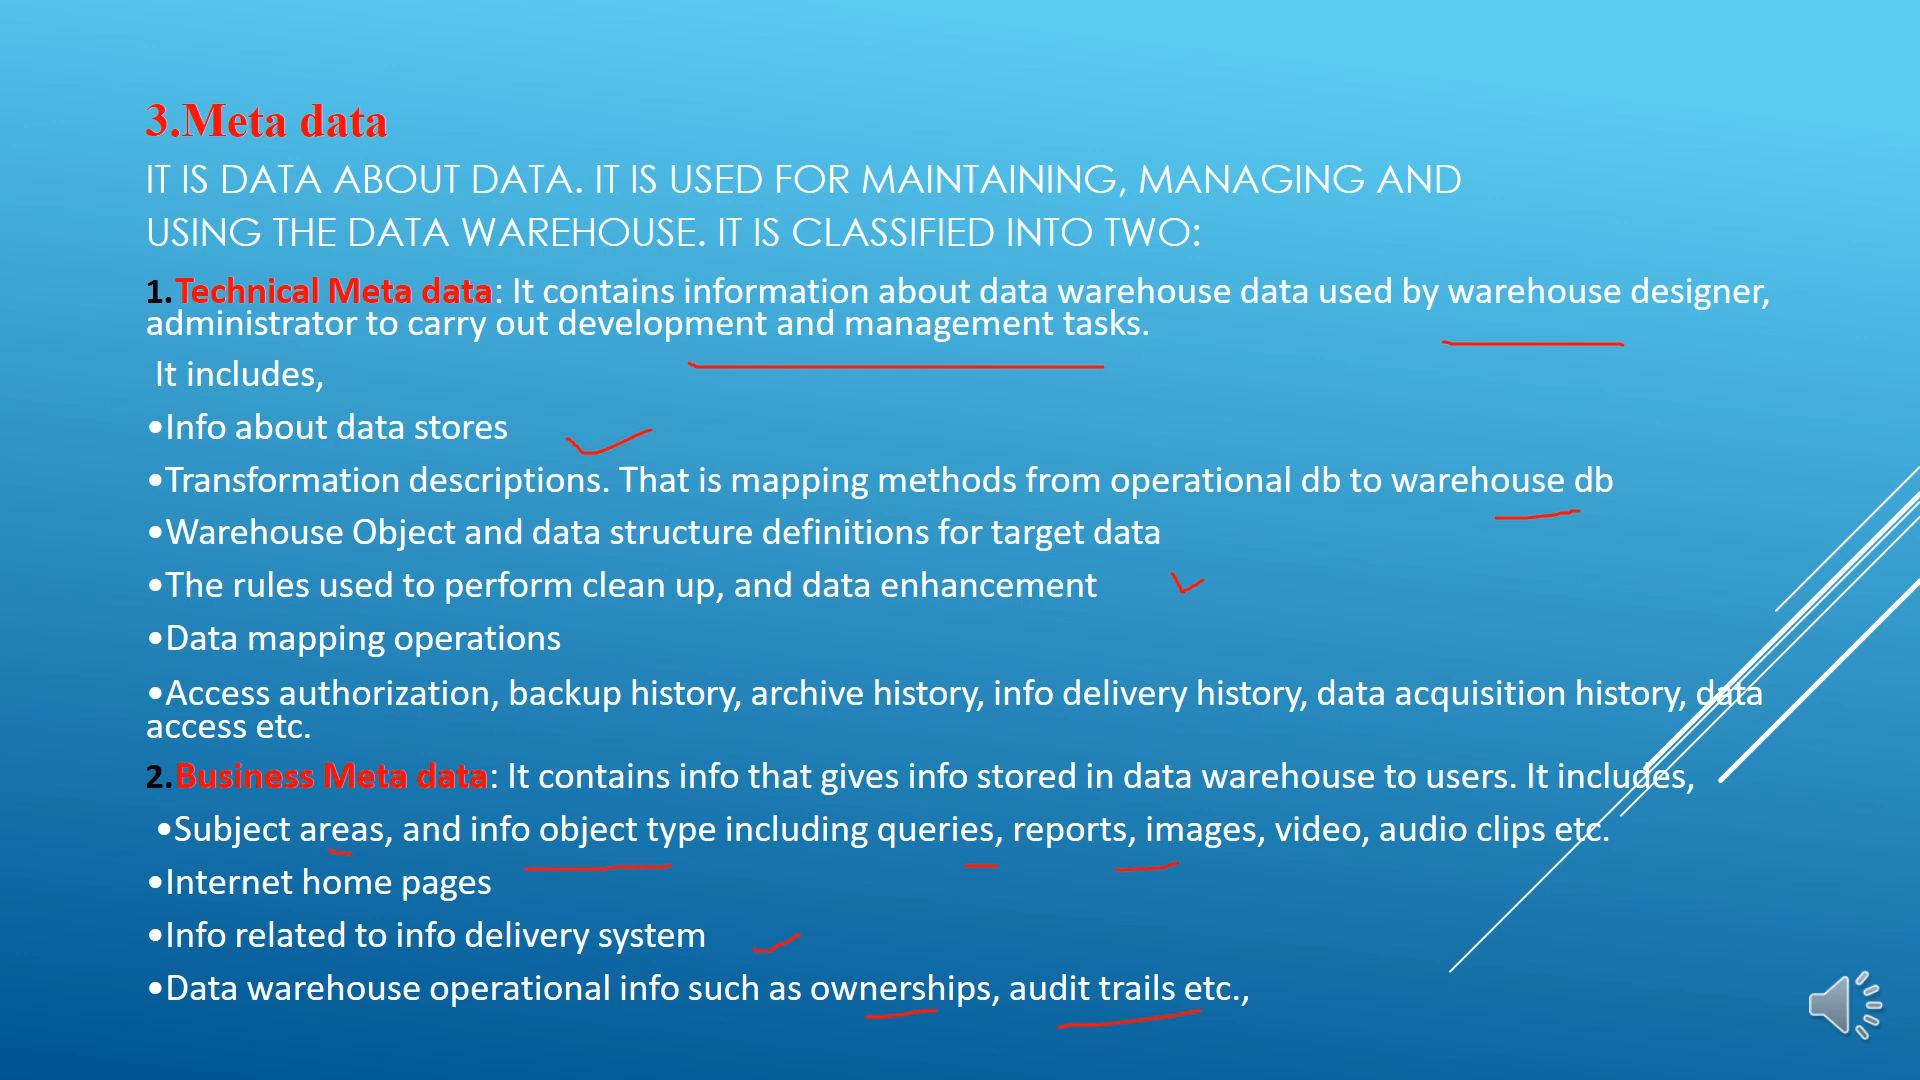 3.Meta data
IT IS DATA ABOUT DATA. IT IS USED FOR MAINTAINING, MANAGING AND
USING THE DATA WAREHOUSE. IT IS CLASSIFIED INTO TWO:
1.Technical Meta data: It contains information about data warehouse data used by warehouse designer,
administrator to carry out development and management tasks.
It includes,
•Info about data stores
•Transformation descriptions. That is mapping methods from operational db to warehouse db
•Warehouse Object and data structure definitions for target data
•The rules used to perform clean up, and data enhancement
•Data mapping operations
•Access authorization, backup history, archive history, info delivery history, data acquisition history, data
access etc.
2.Business Meta data: It contains info that gives info stored in data warehouse to users. It includes,
•Subject areas, and info object type including queries, reports, images, video, audio clips etc.
•Internet home pages
•Info related to info delivery system
•Data warehouse operational info such as ownerships, audit trails etc.,